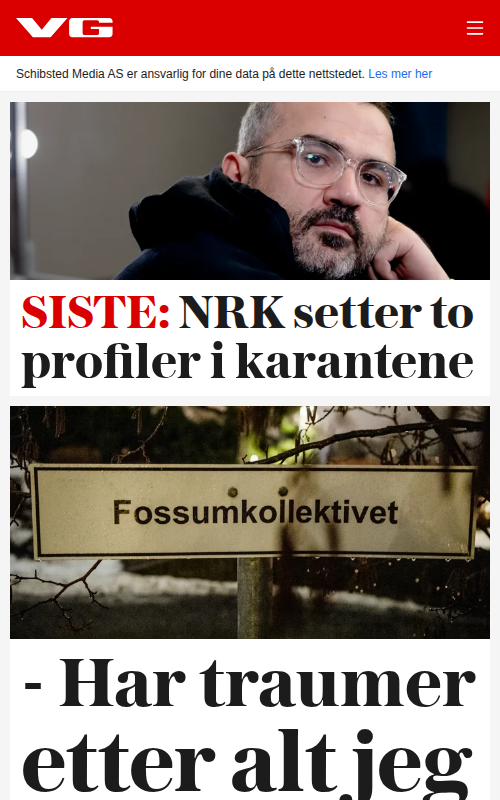 VG
Schibsted Media AS er ansvarlig for dine data på dette nettstedet. Les mer her
SISTE: NRK setter to
profiler i karantene
Fossumkollektivet
- Har traumer
etter alt jeg